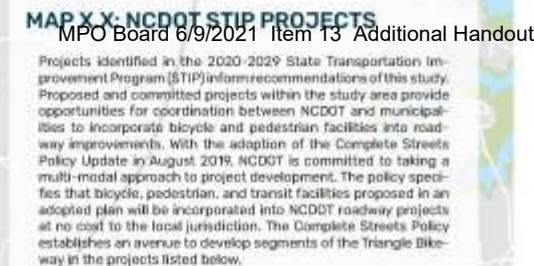 MAP X.X: NCDOT STIP PROJECTS
MPO Board 6/9/2021 Item 13 Additional Handout
Projects identified in the 2020-2029 State Transportation Im-
provement Program (STIP) inform recommendations of this study.
Proposed and committed projects within the study area provide
opportunities for coordination between NCDOT and municipal-
ities to incorporate bicycle and pedestrian facilities into road-
way improvements. With the adoption of the Complete Streets
Policy Update in August 2019, NCDOT is committed to taking a
multi-modal approach to project development. The policy speci-
fies that bicycle, pedestrian, and transit facilities proposed in an
adopted plan will be incorporated into NCDOT roadway projects
at no cost to the local jurisdiction. The Complete Streets Policy
establishes an avenue to develop segments of the Triangle Bike-
way in the projects listed below.